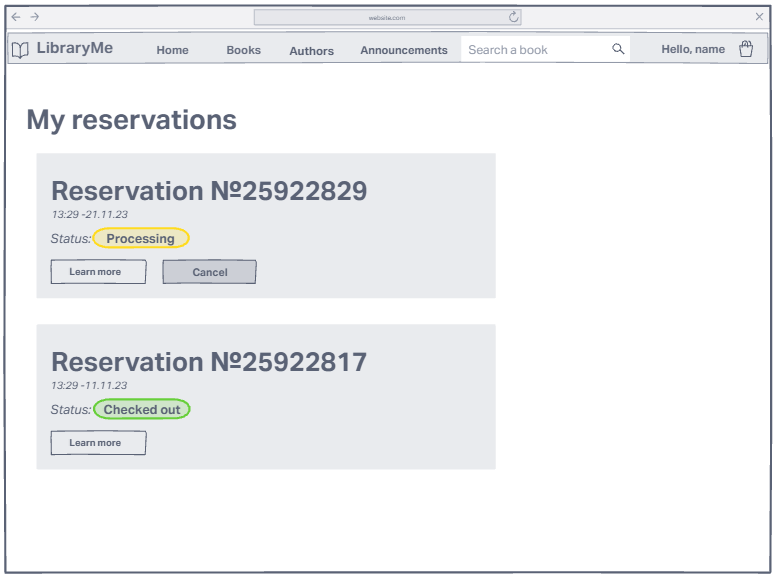 website.com
LibraryMe Home Books Authors Announcements Search a book Hello, name
My reservations
Reservation №25922829
13:29 -21.11.23
Status: Processing
Learn more Cancel
Reservation №25922817
13:29 -11.11.23
Status: Checked out
Learn more